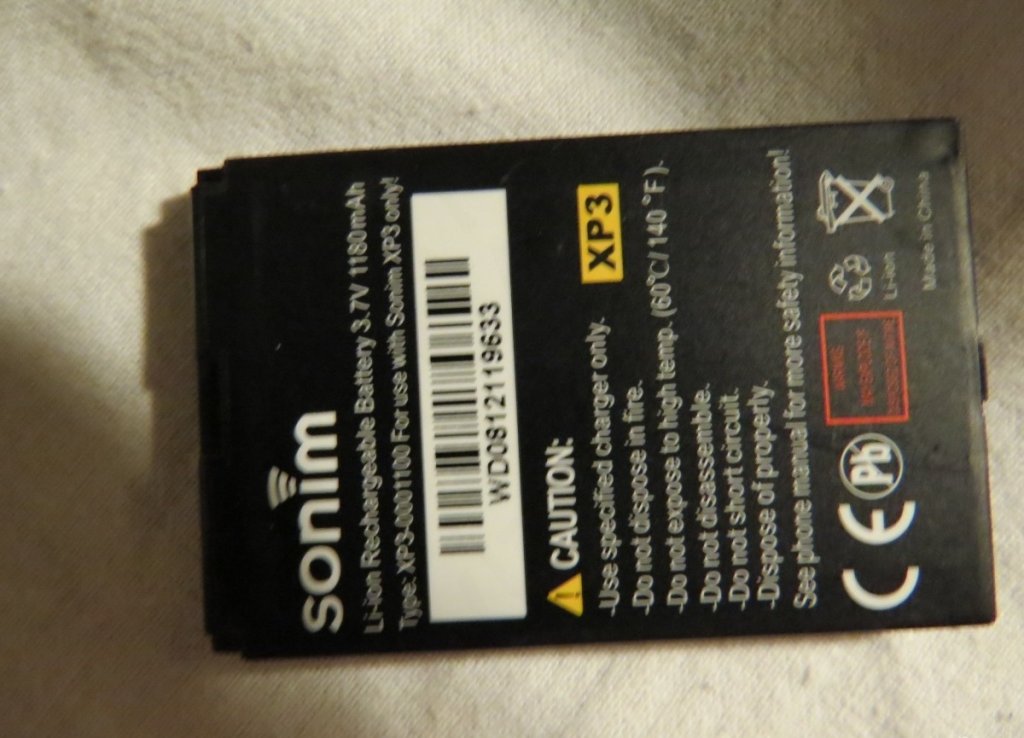 sonim
Li-ion Rechargeable Battery 3.7V 1180mAh
Type: XP3-0001100 For use with Sonim XP3 only!
WD0812119633
CAUTION:
XP3
-Use specified charger only.
-Do not dispose in fire.
-Do not expose to high temp. (60℃/140 °F).
-Do not disassemble.
-Do not short circuit.
-Dispose of properly.
See phone manual for more safety information!
CE
Pb
Li-ion
Made in China